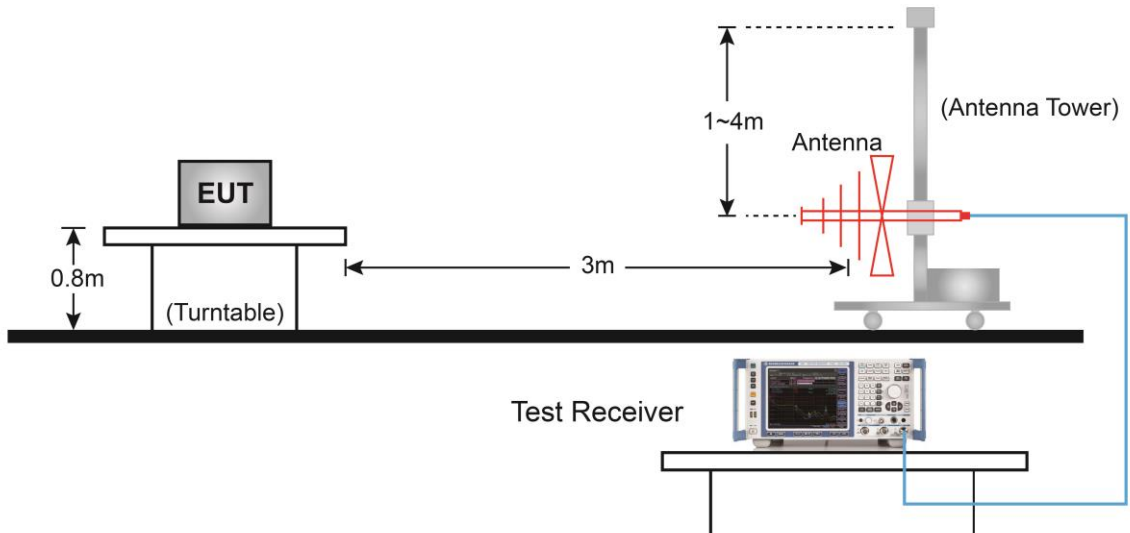 1~4m
(Antenna Tower)
Antenna
EUT
0.8m
3m
(Turntable)
Test Receiver